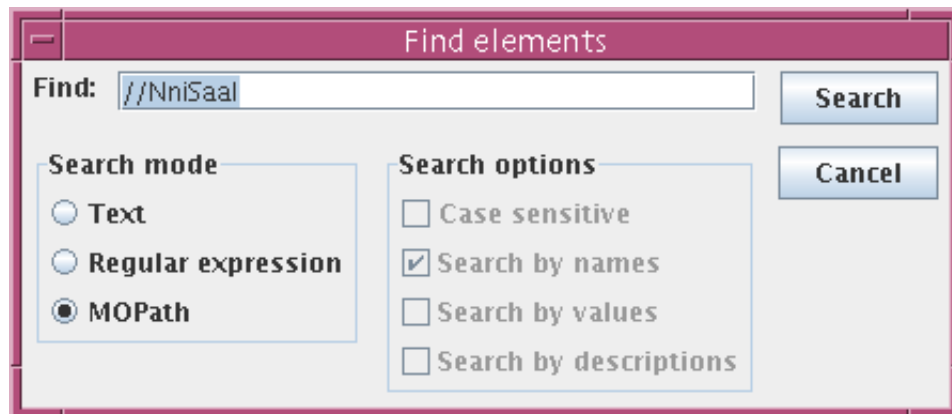 Find elements
Find: //NniSaal
Search
Search mode
Search options
Cancel
Text
Case sensitive
Regular expression
Search by names
MOPath
Search by values
Search by descriptions